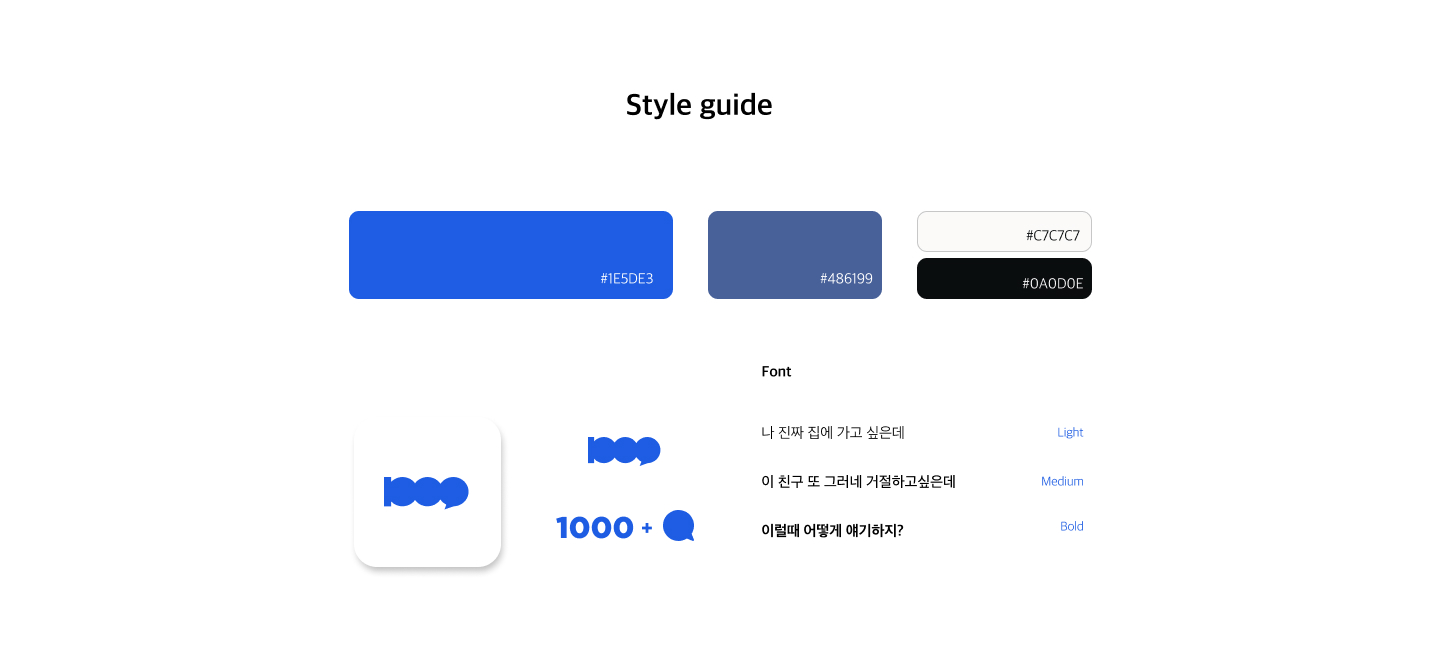 Style guide
#1E5DE3
#486199
#C7C7C7
#0A0D0E
Font
나 진짜 집에 가고 싶은데
Light
이 친구 또 그러네 거절하고싶은데
Medium
이럴때 어떻게 얘기하지?
Bold
1000 +